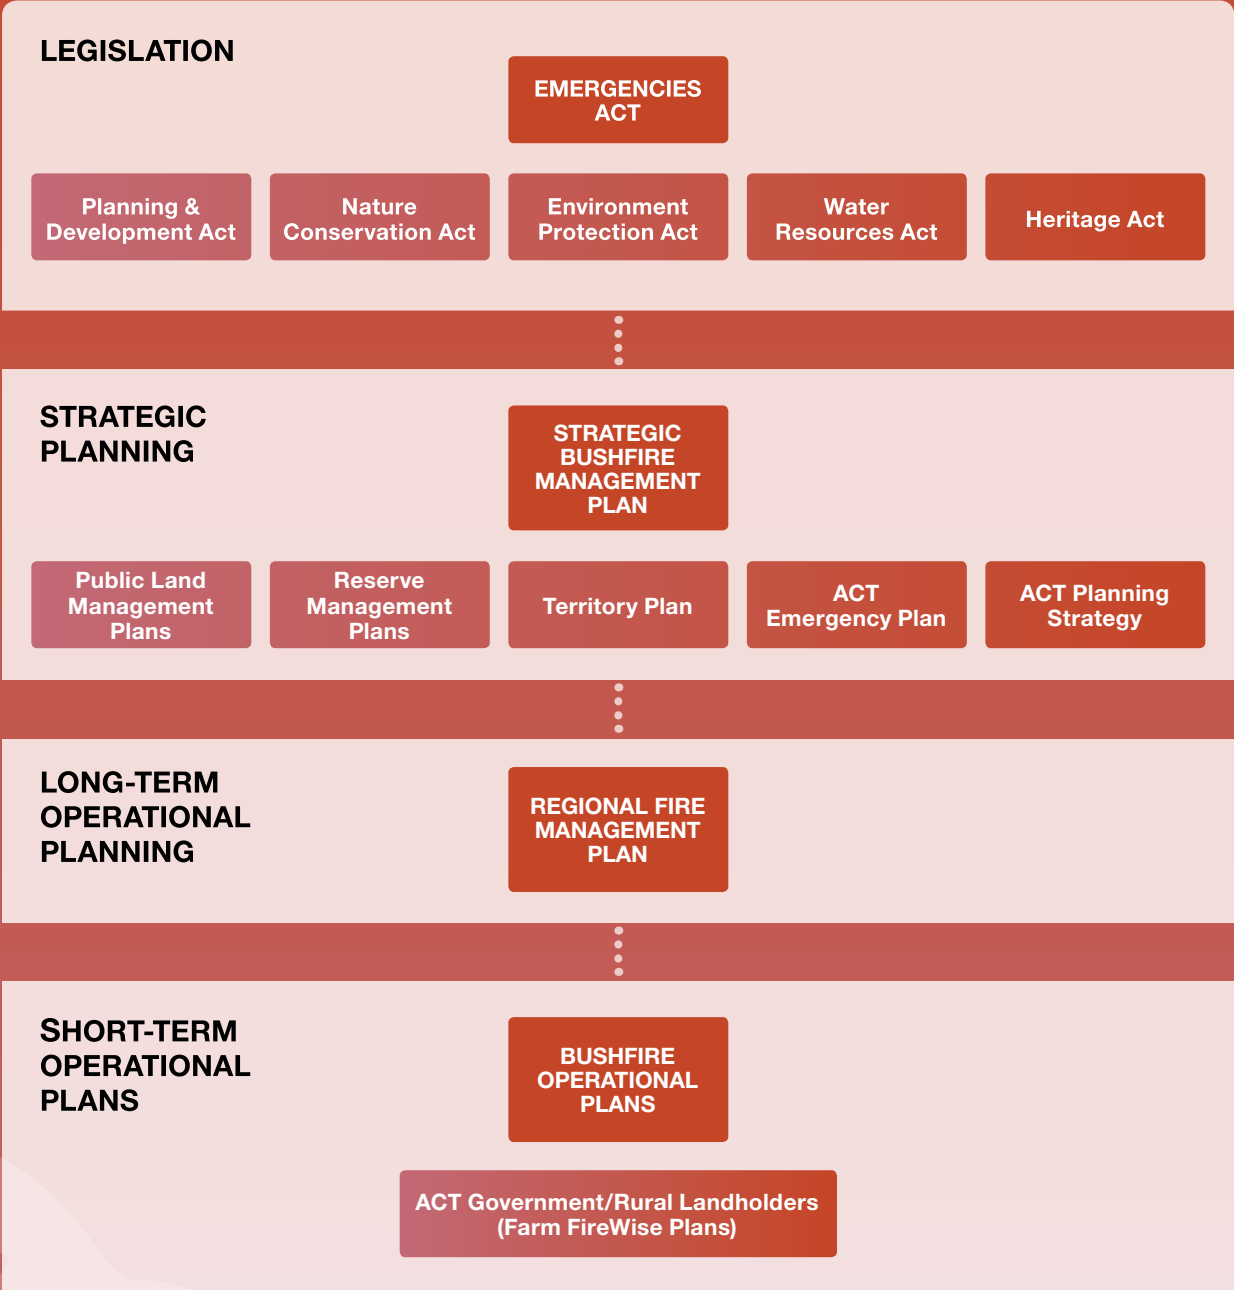 LEGISLATION
EMERGENCIES
ACT
Planning &
Development Act
Nature
Conservation Act
Environment
Protection Act
Water
Resources Act
Heritage Act
STRATEGIC
PLANNING
STRATEGIC
BUSHFIRE
MANAGEMENT
PLAN
Public Land
Management
Plans
Reserve
Management
Plans
Territory Plan
ACT
Emergency Plan
ACT Planning
Strategy
LONG-TERM
OPERATIONAL
PLANNING
REGIONAL FIRE
MANAGEMENT
PLAN
SHORT-TERM
OPERATIONAL
PLANS
BUSHFIRE
OPERATIONAL
PLANS
ACT Government/Rural Landholders
(Farm FireWise Plans)